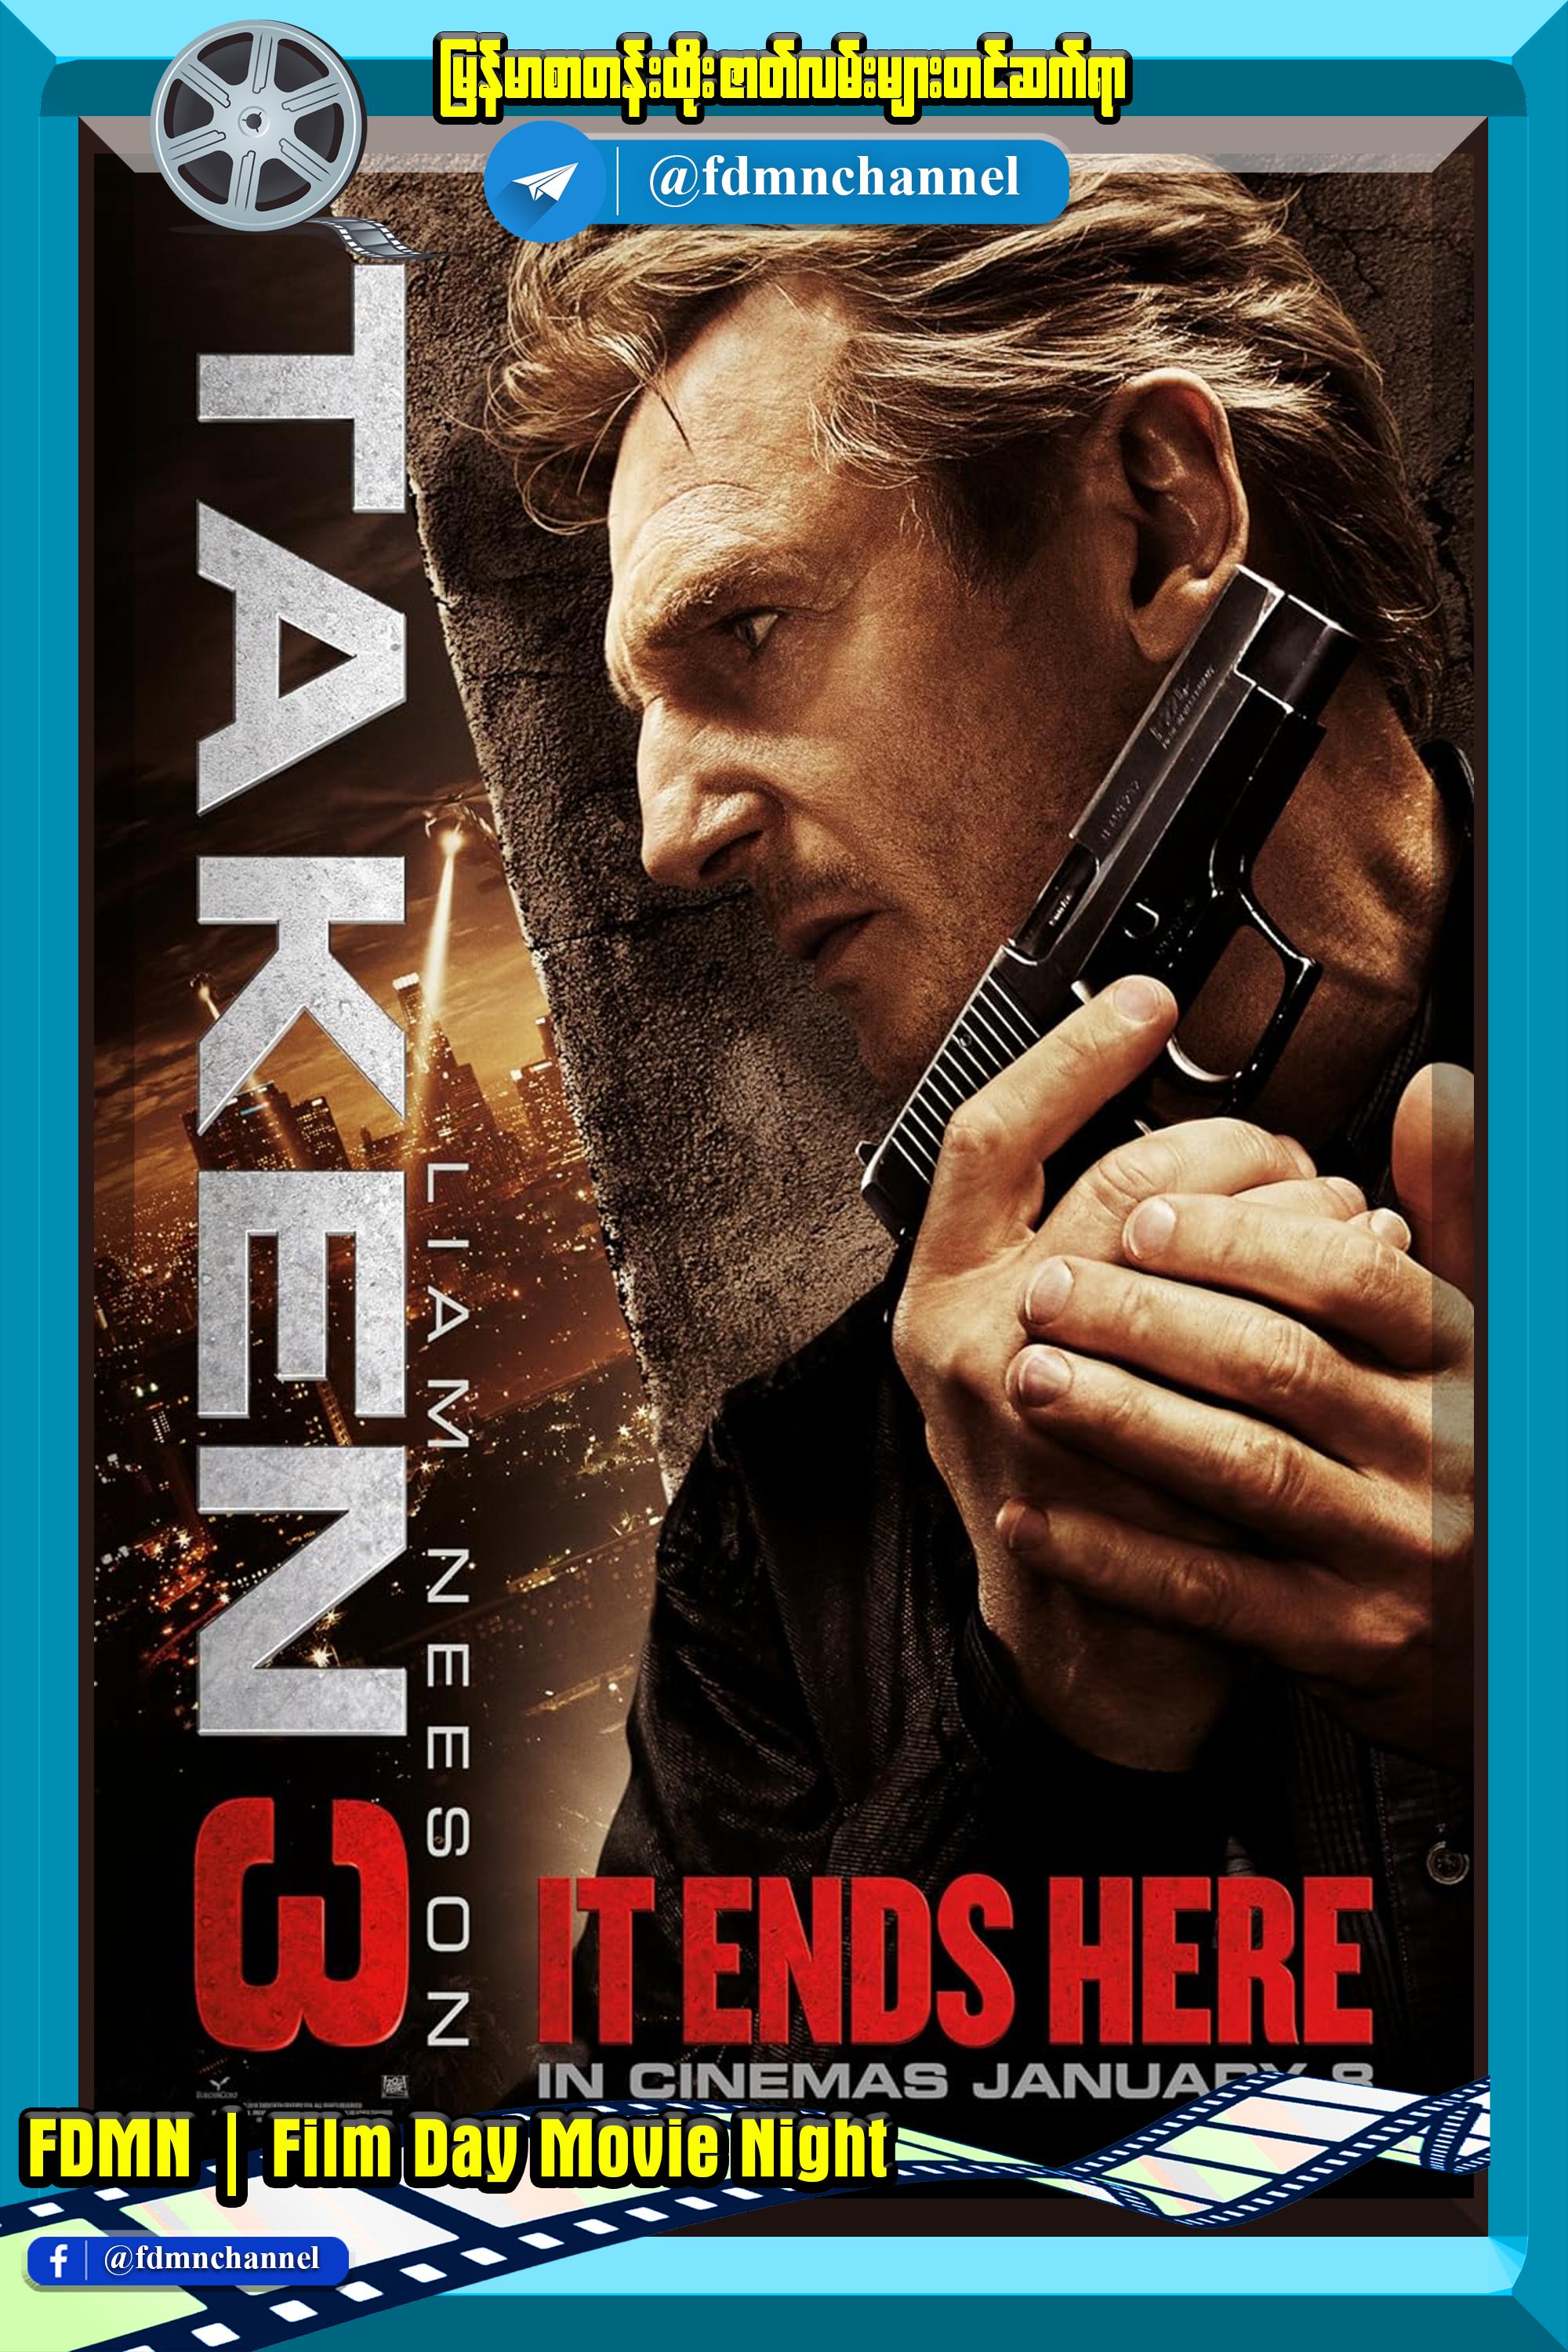 မြန်မာစာတန်းထိုး ဇာတ်လမ်းများတင်ဆက်ရာ
@fdmnchannel
TAKEN 3
LIAM NEESON
IT ENDS HERE
IN CINEMAS JANUARY 8
FDMN | Film Day Movie Night
@fdmnchannel